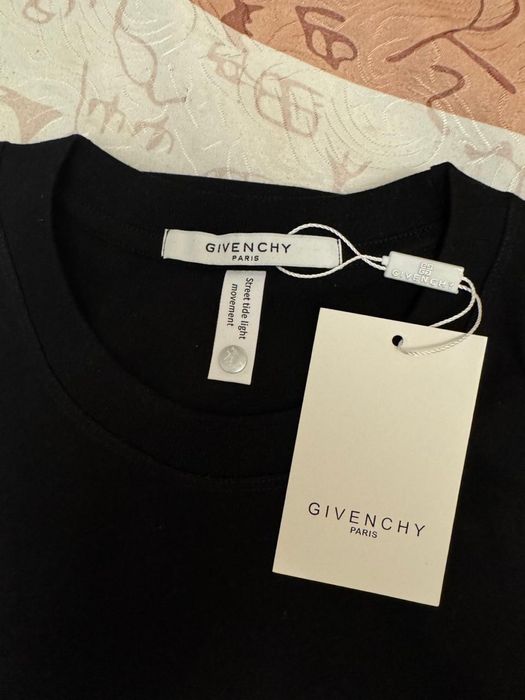 GIVENCHY
PARIS
Street tide light
movement
GIVENCHY
GIVENCHY
PARIS